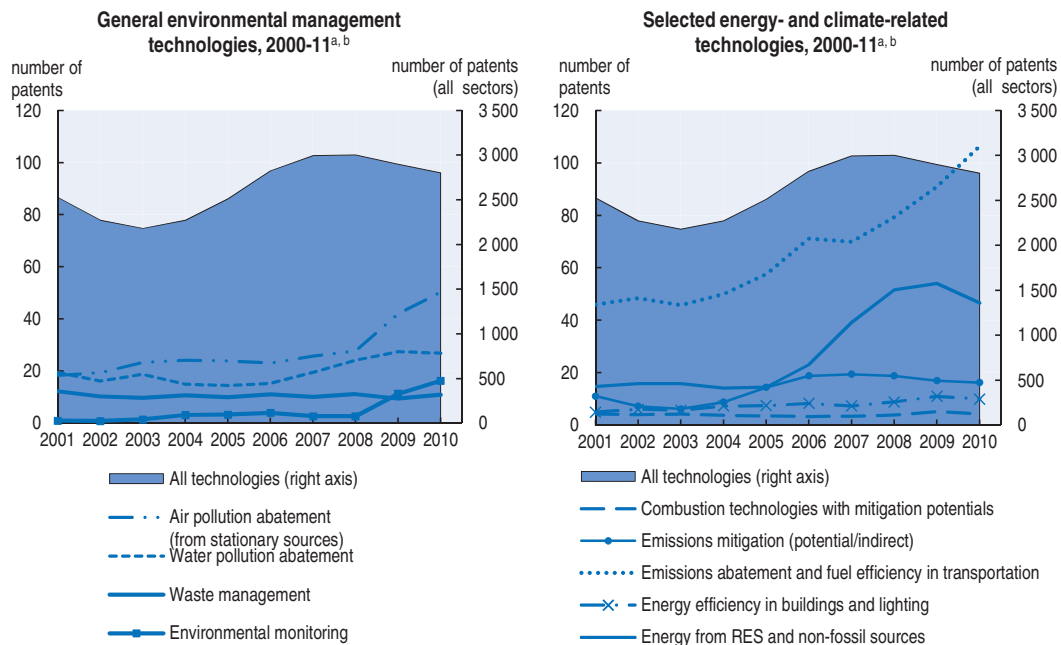 General environmental management
technologies, 2000-11a, b
number of
patents
number of patents
(all sectors)
120
100
80
60
40
20
0
3 500
3 000
2 500
2 000
1 500
1 000
500
0
2001 2002 2003 2004 2005 2006 2007 2008 2009 2010
All technologies (right axis)
Air pollution abatement
(from stationary sources)
Water pollution abatement
Waste management
Environmental monitoring
Selected energy- and climate-related
technologies, 2000-11a, b
number of
patents
number of patents
(all sectors)
120
100
80
60
40
20
0
3 500
3 000
2 500
2 000
1 500
1 000
500
0
2001 2002 2003 2004 2005 2006 2007 2008 2009 2010
All technologies (right axis)
Combustion technologies with mitigation potentials
Emissions mitigation (potential/indirect)
Emissions abatement and fuel efficiency in transportation
Energy efficiency in buildings and lighting
Energy from RES and non-fossil sources